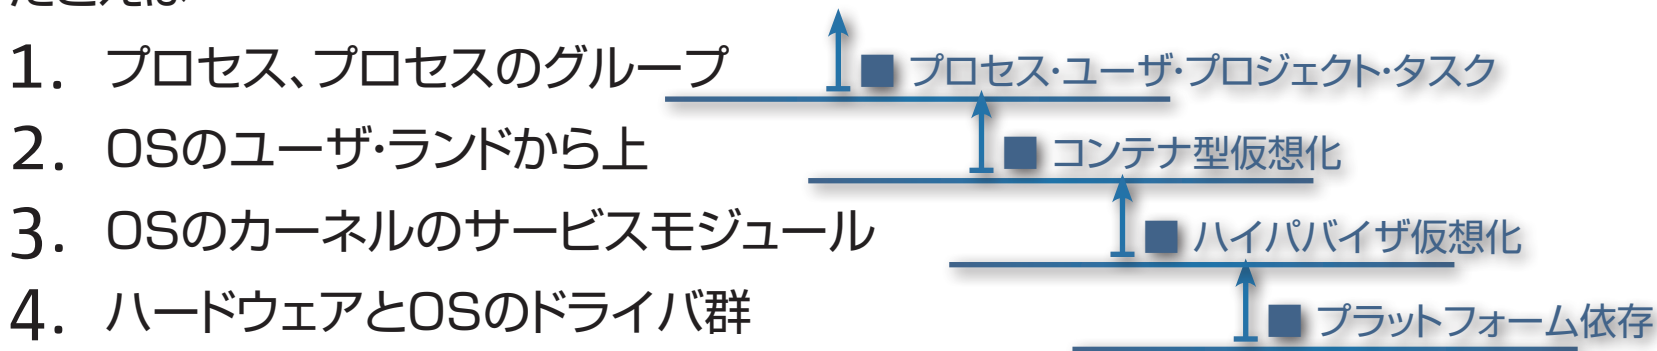 1. プロセス、プロセスのグループ
■ プロセス・ユーザ・プロジェクト・タスク
2. OSのユーザ・ランドから上
■ コンテナ型仮想化
3. OSのカーネルのサービスモジュール
■ ハイパバイザ仮想化
4. ハードウェアとOSのドライバ群
■ プラットフォーム依存